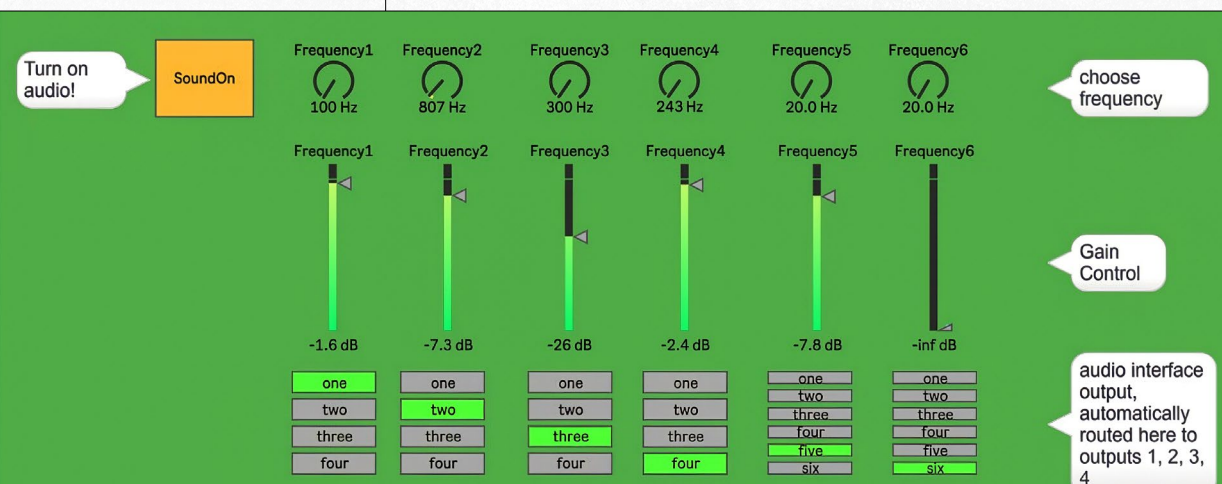 Turn on
audio!
SoundOn
Frequency1 Frequency2 Frequency3 Frequency4 Frequency5 Frequency6
100 Hz 807 Hz 300 Hz 243 Hz 20.0 Hz 20.0 Hz
choose
frequency
Frequency1 Frequency2 Frequency3 Frequency4 Frequency5 Frequency6
-1.6 dB -7.3 dB -26 dB -2.4 dB -7.8 dB -inf dB
Gain
Control
one one one one one one
two two two two two two
three three three three three three
four four four four four four
five five
six six
audio interface
output,
automatically
routed here to
outputs 1, 2, 3,
4